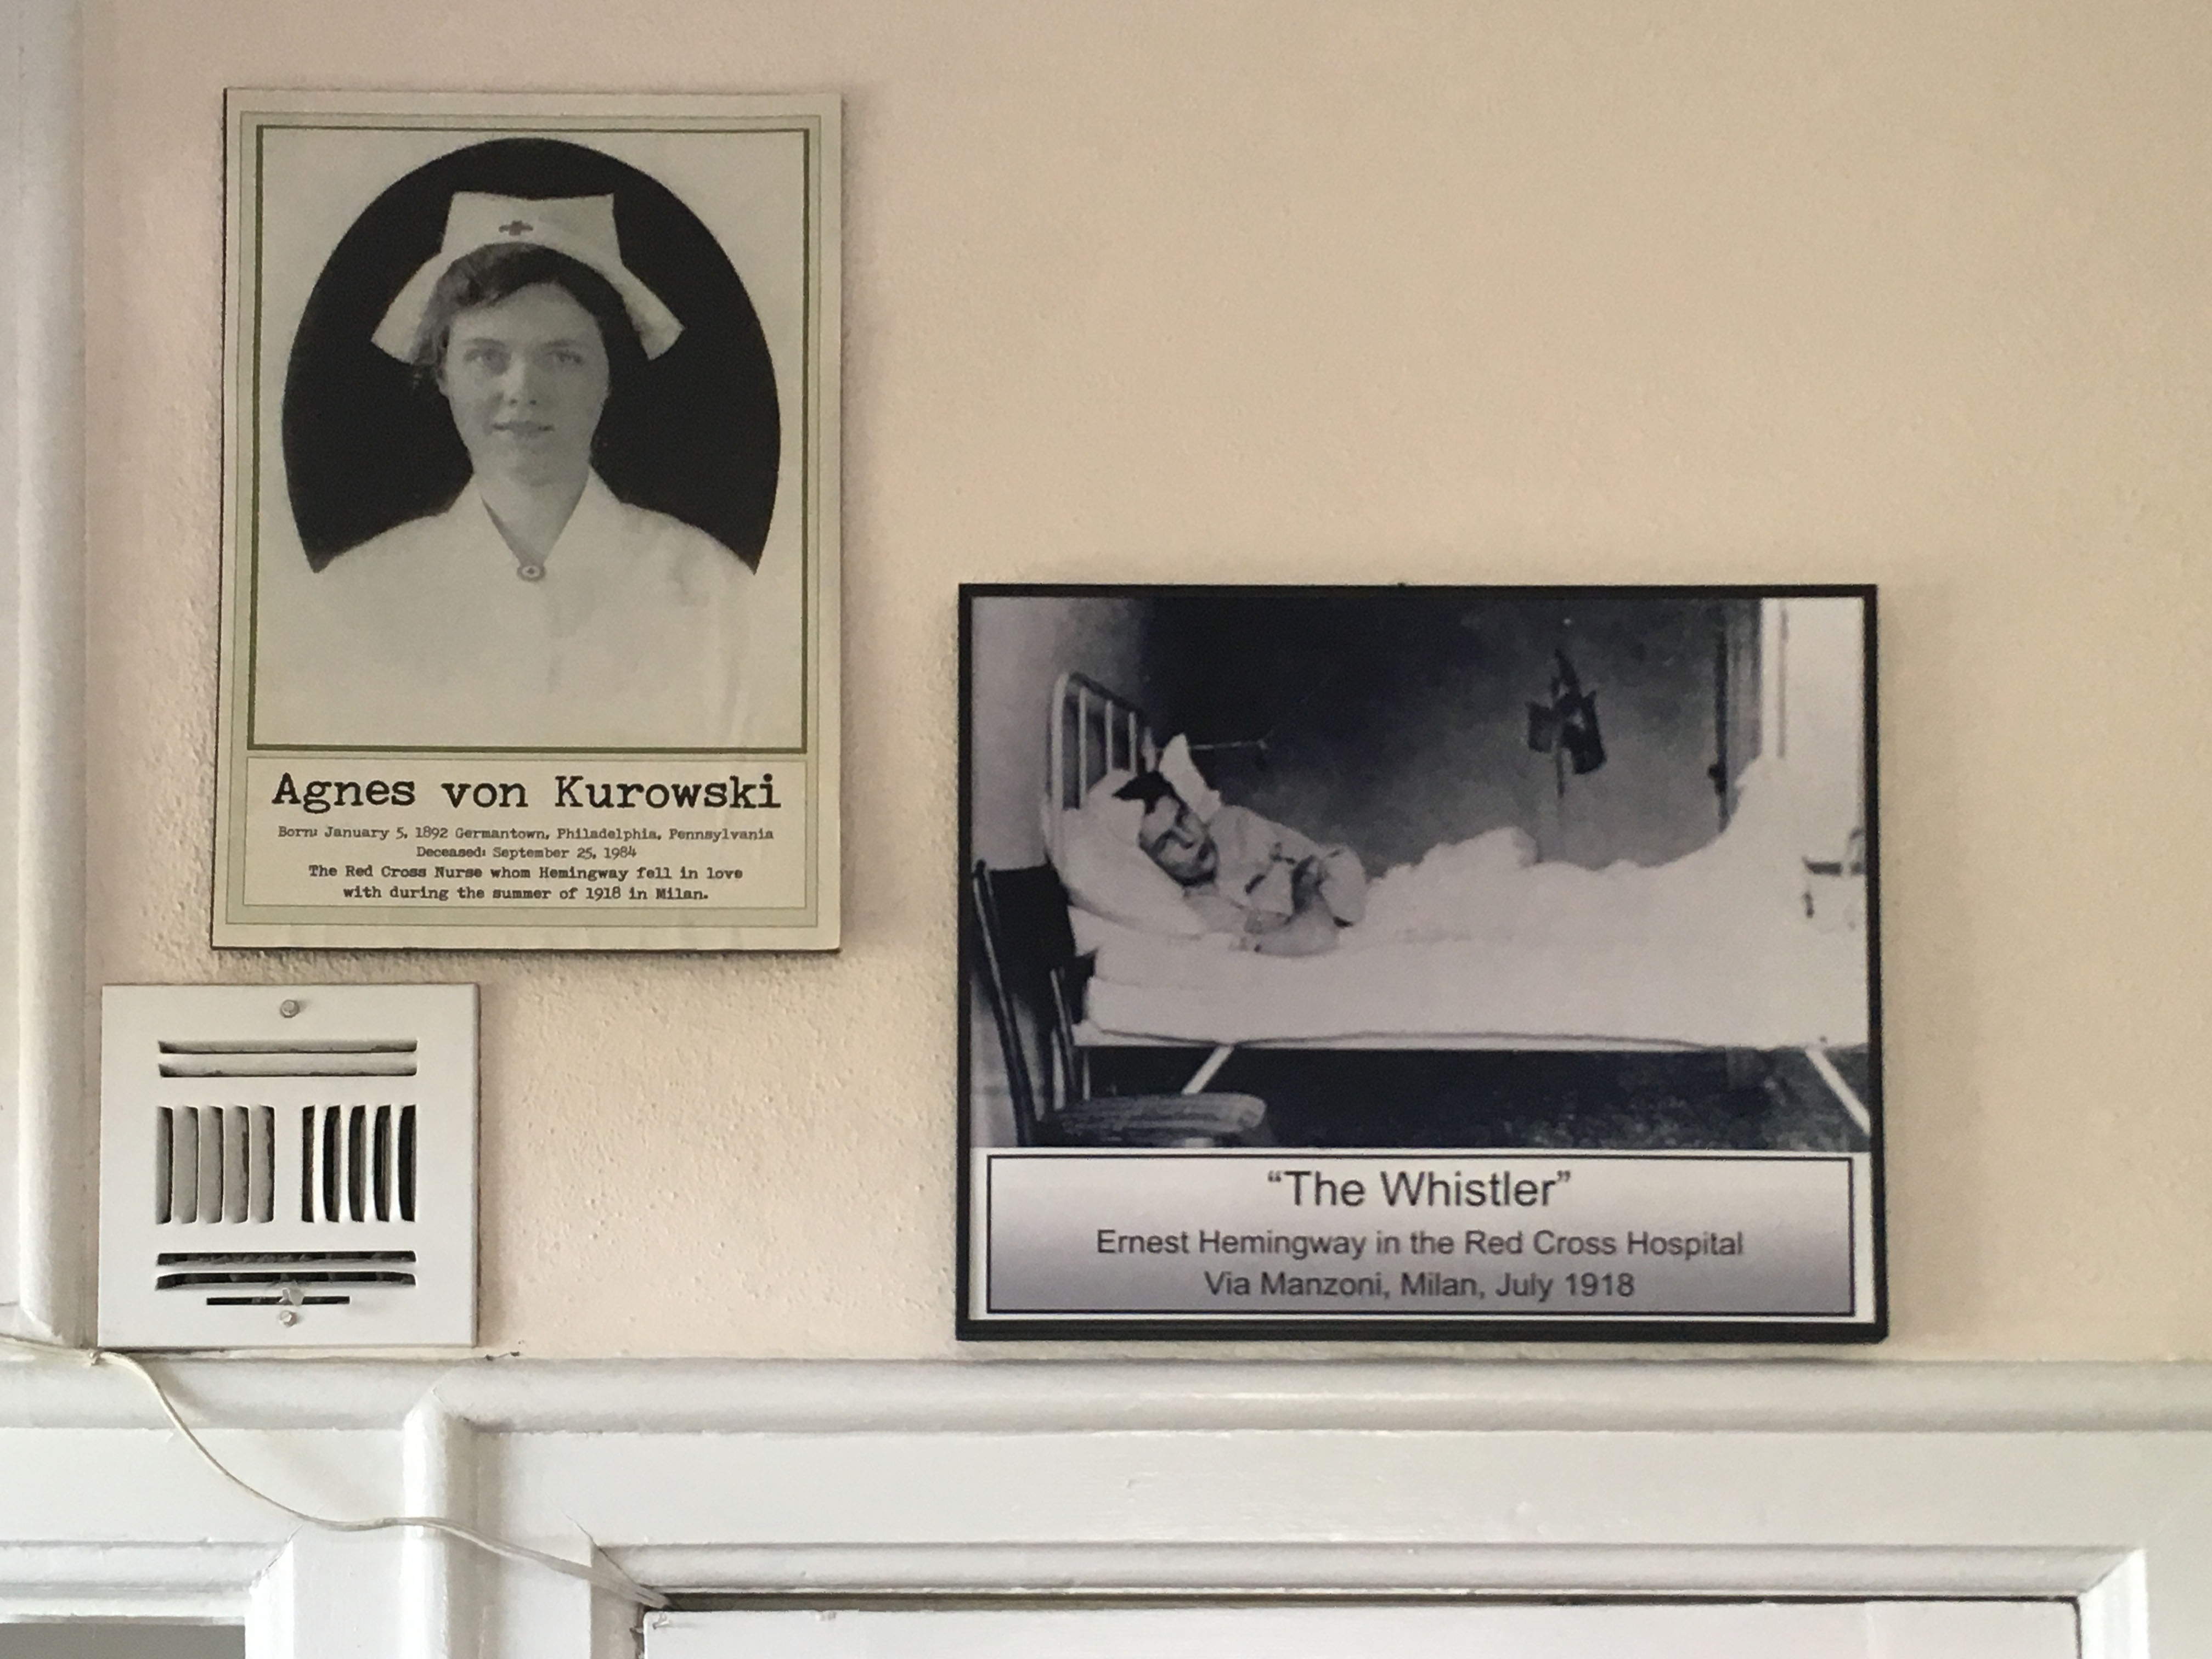 Agnes von Kurowski
Born: January 5, 1892 Germantown, Philadelphia, Pennsylvania
Deceased: September 25, 1984
The Red Cross Nurse whom Hemingway fell in love
with during the summer of 1918 in Milan.
“The Whistler”
Ernest Hemingway in the Red Cross Hospital
Via Manzoni, Milan, July 1918